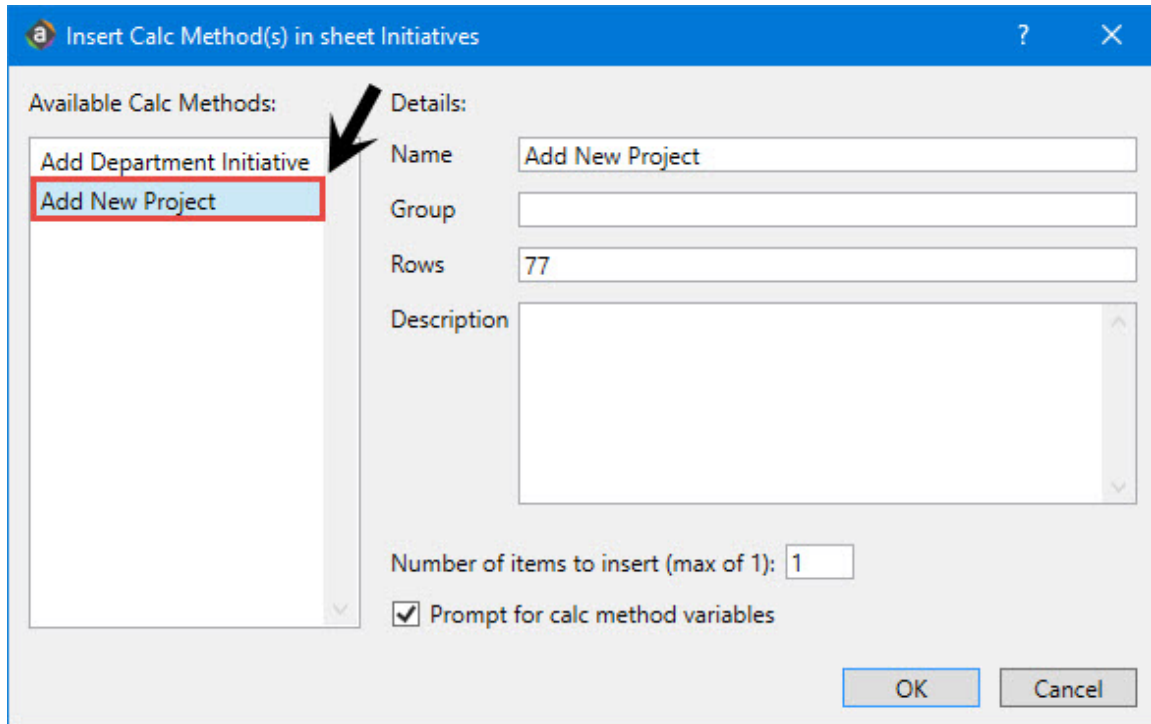 Insert Calc Method(s) in sheet Initiatives
Available Calc Methods:
Add Department Initiative
Add New Project
Details:
Name
Add New Project
Group
Rows
77
Description
Number of items to insert (max of 1): 1
Prompt for calc method variables
OK
Cancel